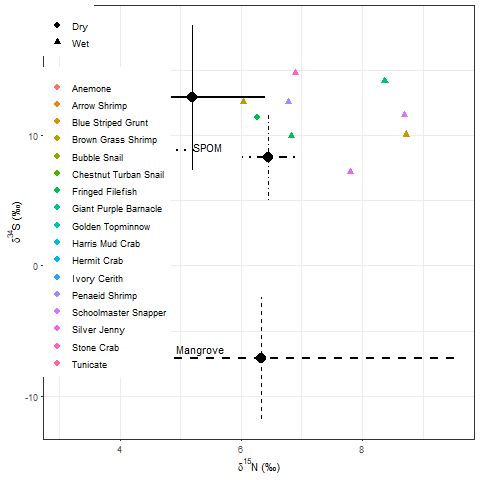 Dry
Wet
Anemone
Arrow Shrimp
Blue Striped Grunt
Brown Grass Shrimp
Bubble Snail
Chestnut Turban Snail
Fringed Filefish
Giant Purple Barnacle
Golden Topminnow
Harris Mud Crab
Hermit Crab
Ivory Cerith
Penaeid Shrimp
Schoolmaster Snapper
Silver Jenny
Stone Crab
Tunicate
SPOM
Mangrove
10
0
-10
δ³⁴S (‰)
4 6 8
δ¹⁵N (‰)